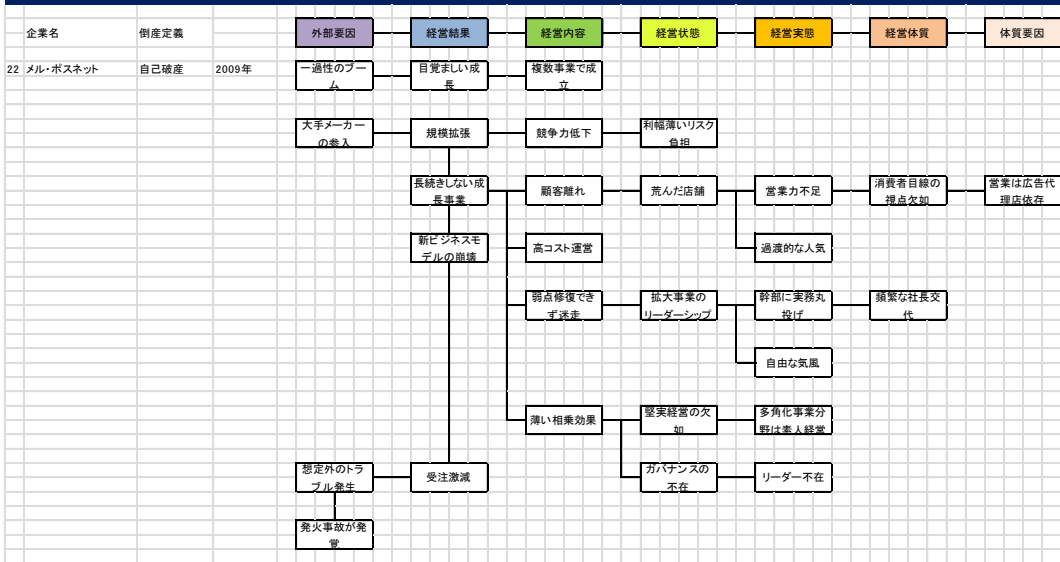 企業名 倒産定義 外部要因 経営結果 経営内容 経営状態 経営実態 経営体質 体質要因
22 メル・ボスネット 自己破産 2009年
一過性のブー
ム
目覚ましい成
長
複数事業で成
立
大手メーカー
の参入
規模拡張
競争力低下
利幅薄いリスク
負担
長続きしない成
長事業
顧客離れ
荒んだ店舗
営業力不足
消費者目線の
視点欠如
営業は広告代
理店依存
新ビジネスモ
デルの崩壊
高コスト運営
過渡的な人気
弱点修復でき
ず迷走
拡大事業の
リーダーシップ
幹部に実務丸
投げ
頻繁な社長交
代
自由な気風
薄い相乗効果
堅実経営の欠
如
多角化事業分
野は素人経営
想定外のトラ
ブル発生
受注激減
ガバナンスの
不在
リーダー不在
発火事故が発
覚